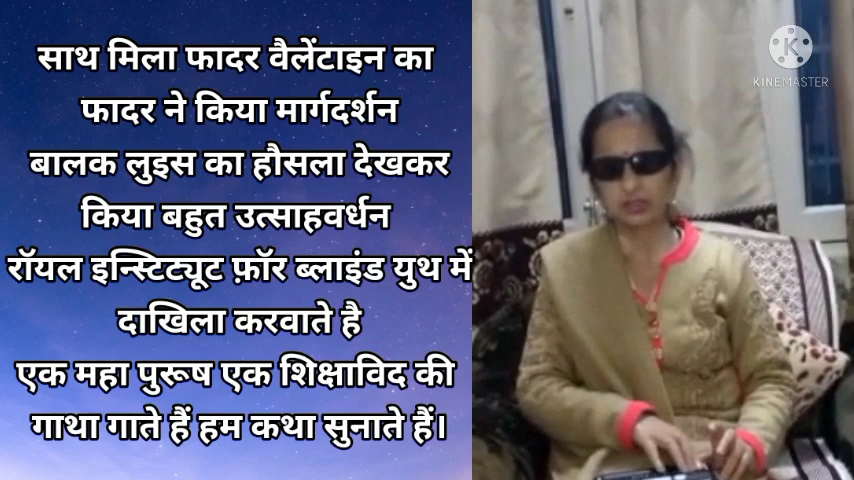 साथ मिला फादर वैलेंटाइन का
फादर ने किया मार्गदर्शन
बालक लुइस का हौसला देखकर
किया बहुत उत्साहवर्धन
रॉयल इन्स्टिट्यूट फ़ॉर ब्लाइंड युथ में
दाखिला करवाते है
एक महा पुरूष एक शिक्षाविद की
गाथा गाते हैं हम कथा सुनाते हैं।
K
KINEMASTER